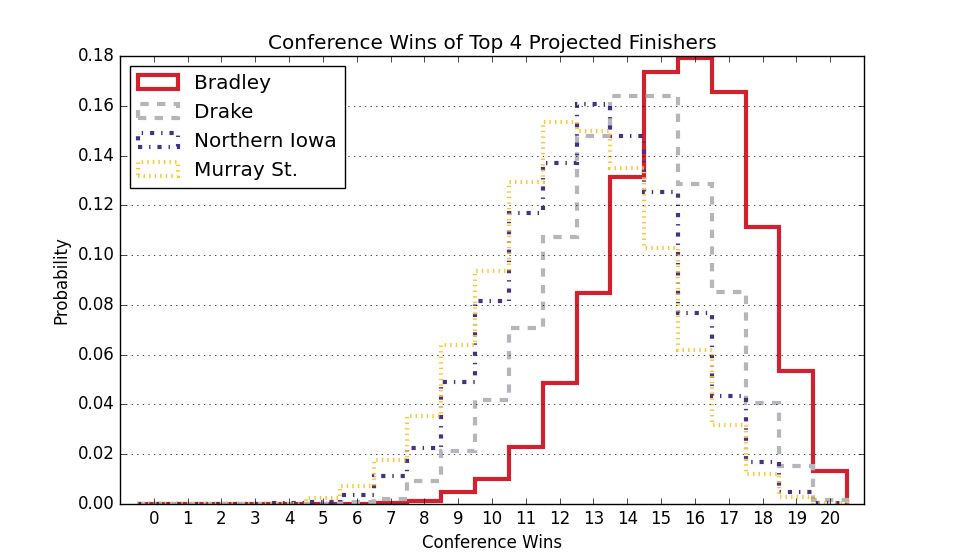 Conference Wins of Top 4 Projected Finishers
Bradley
Drake
Northern Iowa
Murray St.
0.18
0.16
0.14
0.12
0.10
0.08
0.06
0.04
0.02
0.00
Probability
0 1 2 3 4 5 6 7 8 9 10 11 12 13 14 15 16 17 18 19 20
Conference Wins